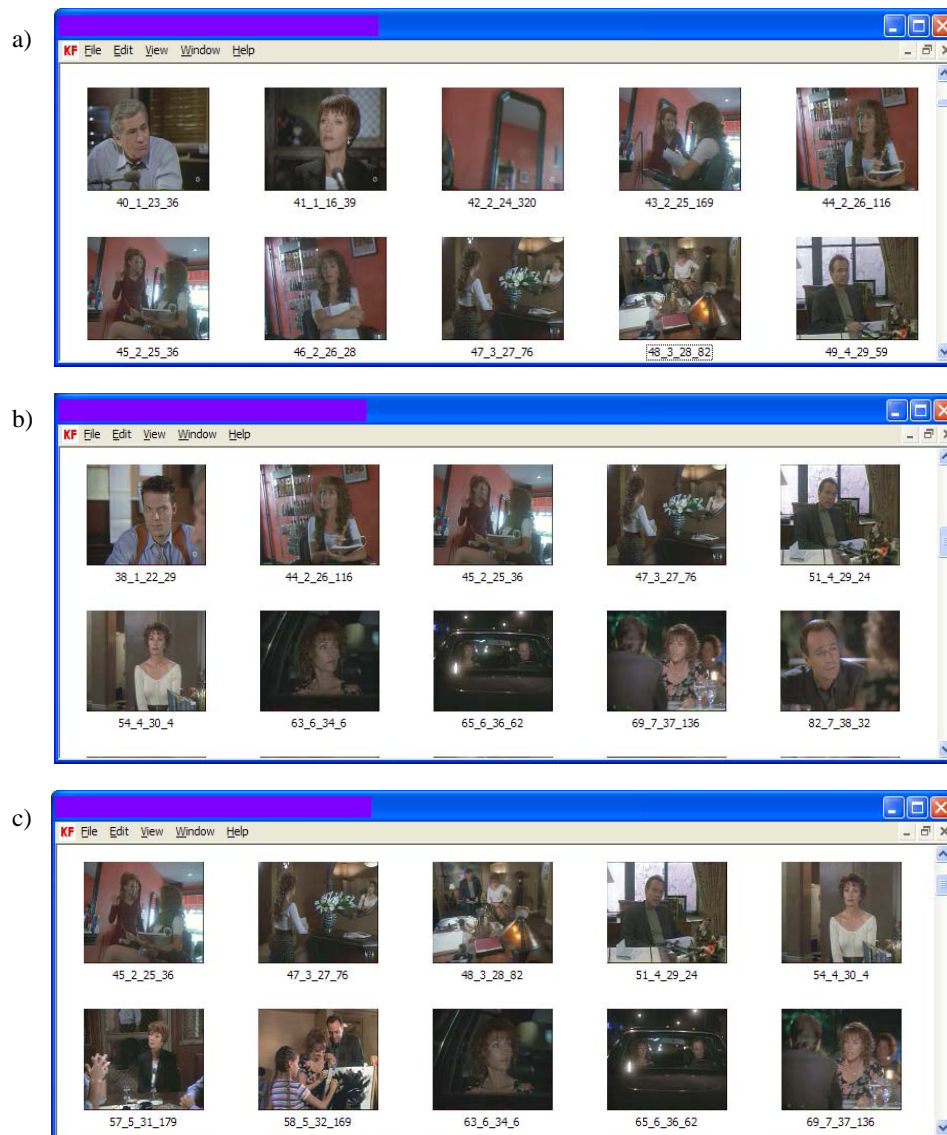 a)
KF File Edit View Window Help
40_1_23_36 41_1_16_39 42_2_24_320 43_2_25_169 44_2_26_116
45_2_25_36 46_2_26_28 47_3_27_76 48_3_28_82 49_4_29_59
b)
KF File Edit View Window Help
38_1_22_29 44_2_26_116 45_2_25_36 47_3_27_76 51_4_29_24
54_4_30_4 63_6_34_6 65_6_36_62 69_7_37_136 82_7_38_32
c)
KF File Edit View Window Help
45_2_25_36 47_3_27_76 48_3_28_82 51_4_29_24 54_4_30_4
57_5_31_179 58_5_32_169 63_6_34_6 65_6_36_62 69_7_37_136